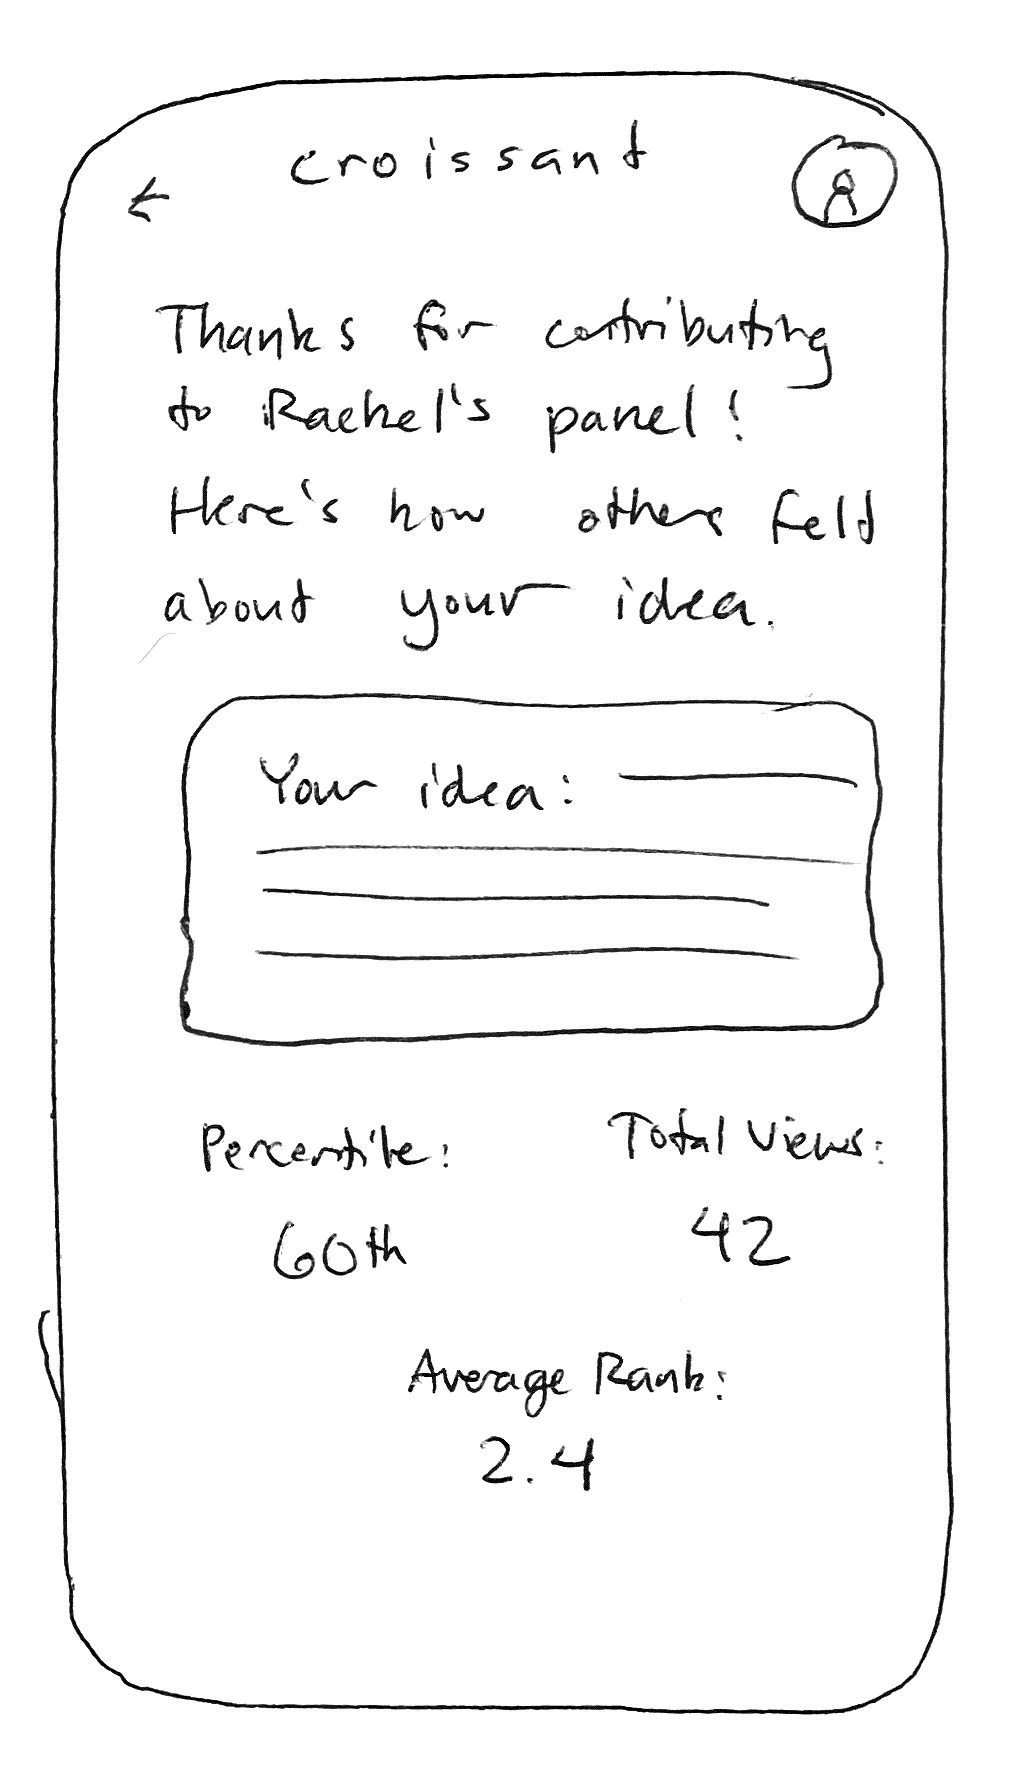 croissant
Thanks for contributing
to Rachel's panel!
Here's how others feld
about your idea.
Your idea:
Percentile:
Total Views:
60th
42
Average Rank:
2.4